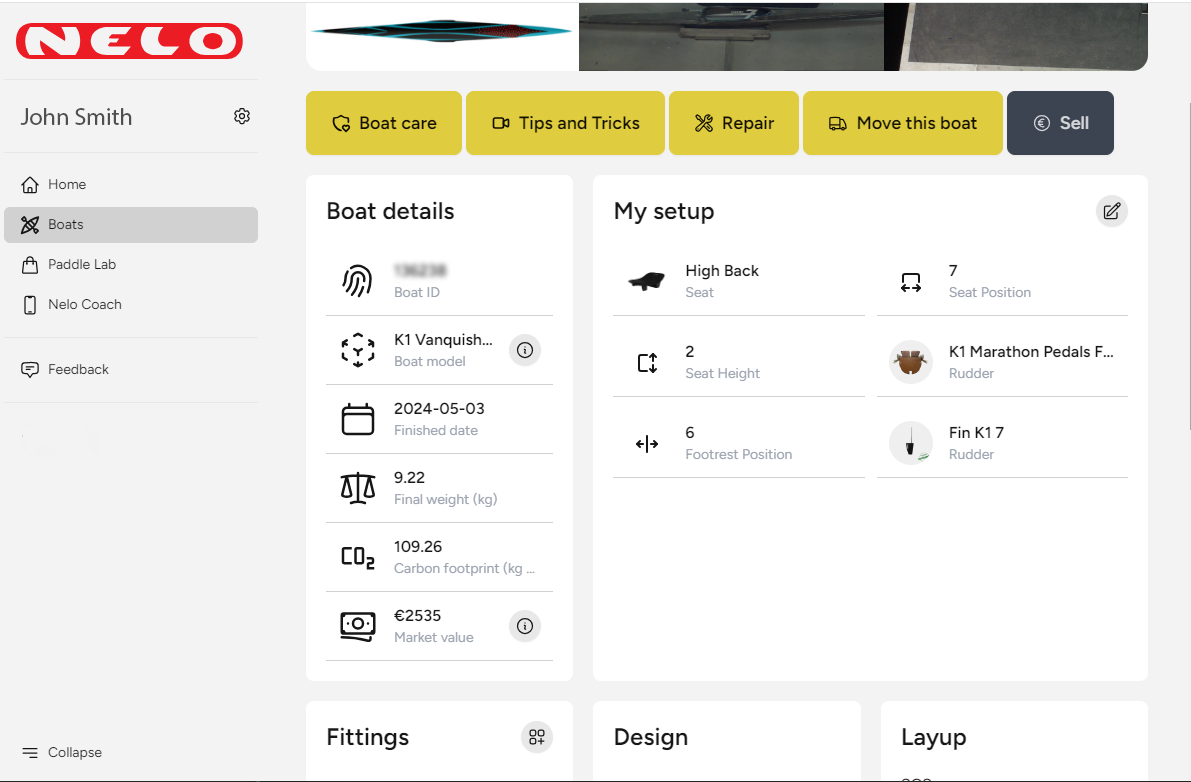 NELO
John Smith
Home
Boats
Paddle Lab
Nelo Coach
Feedback
Collapse
Boat care
Tips and Tricks
Repair
Move this boat
Sell
Boat details
Boat ID
K1 Vanquish...
Boat model
2024-05-03
Finished date
9.22
Final weight (kg)
CO2
109.26
Carbon footprint (kg ...
€2535
Market value
My setup
High Back
Seat
7
Seat Position
2
Seat Height
K1 Marathon Pedals F...
Rudder
6
Footrest Position
Fin K1 7
Rudder
Fittings
Design
Layup